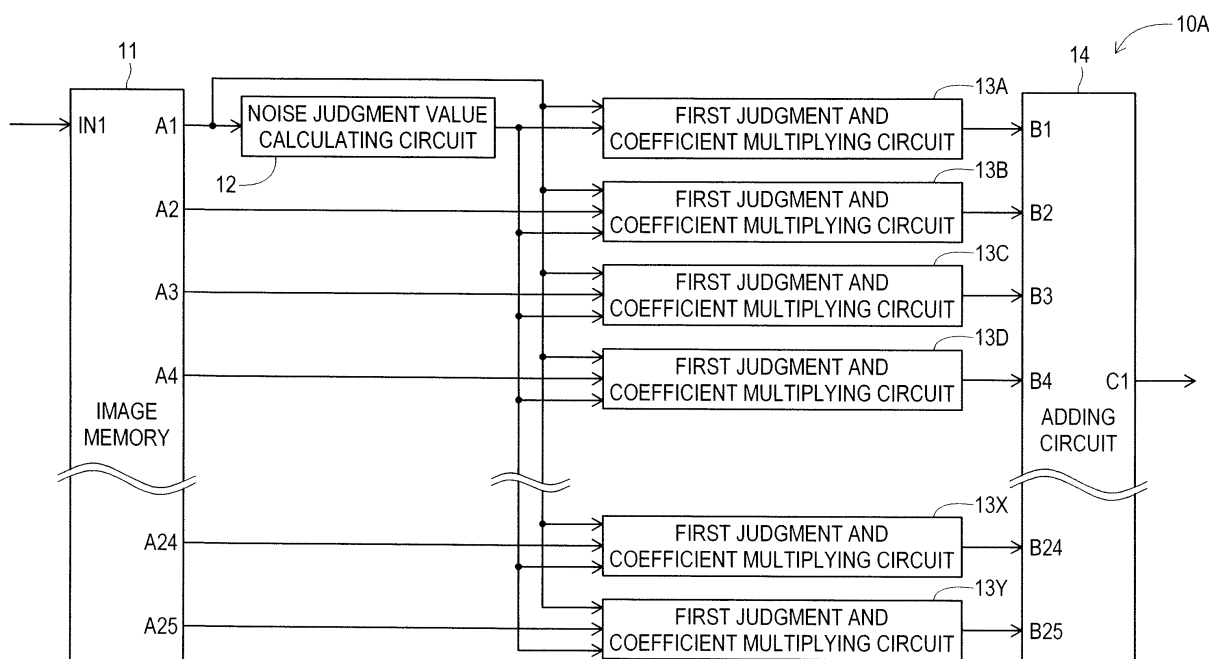 10A
11
14
13A
IN1
A1
NOISE JUDGMENT VALUE
CALCULATING CIRCUIT
FIRST JUDGMENT AND
COEFFICIENT MULTIPLYING CIRCUIT
B1
12
13B
A2
FIRST JUDGMENT AND
COEFFICIENT MULTIPLYING CIRCUIT
B2
13C
A3
FIRST JUDGMENT AND
COEFFICIENT MULTIPLYING CIRCUIT
B3
13D
A4
FIRST JUDGMENT AND
COEFFICIENT MULTIPLYING CIRCUIT
B4
C1
IMAGE
MEMORY
ADDING
CIRCUIT
13X
A24
FIRST JUDGMENT AND
COEFFICIENT MULTIPLYING CIRCUIT
B24
13Y
A25
FIRST JUDGMENT AND
COEFFICIENT MULTIPLYING CIRCUIT
B25